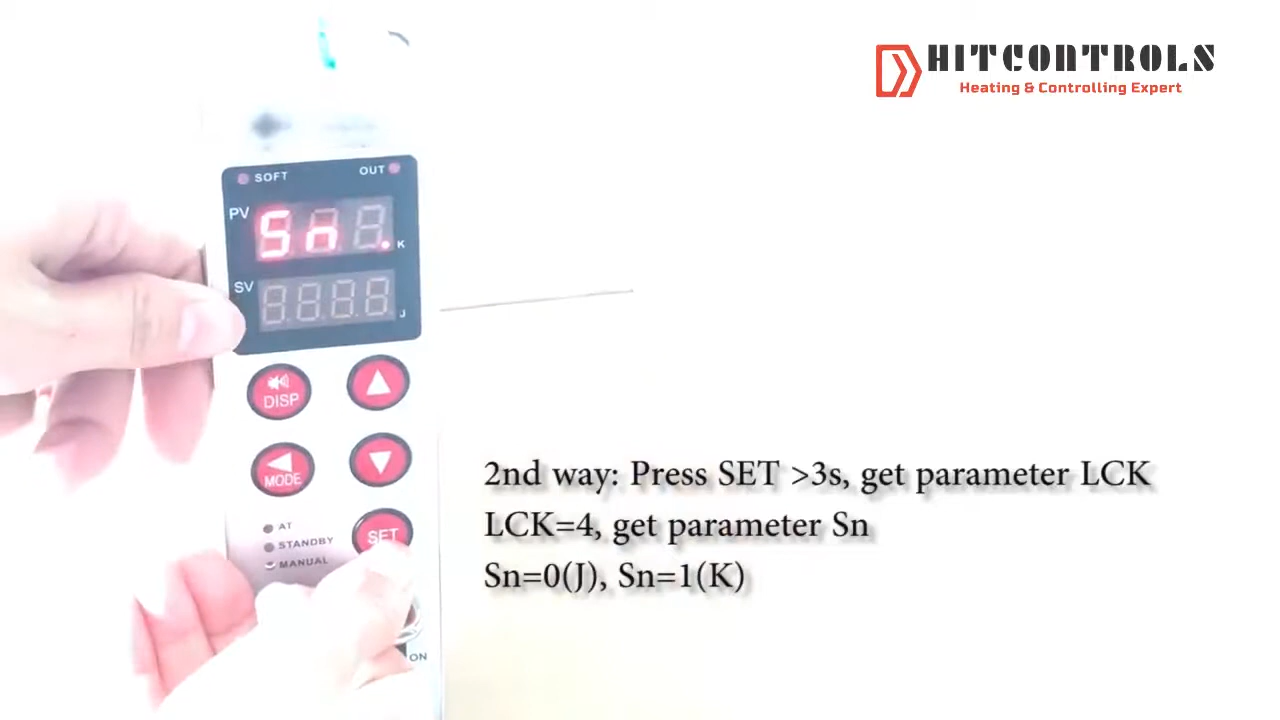 HITCONTROLS
Heating & Controlling Expert
SOFT OUT
PV Sn . K
SV J
DISP
MODE
AT
STANDBY
SET
MANUAL
ON
2nd way: Press SET >3s, get parameter LCK
LCK=4, get parameter Sn
Sn=0(J), Sn=1(K)